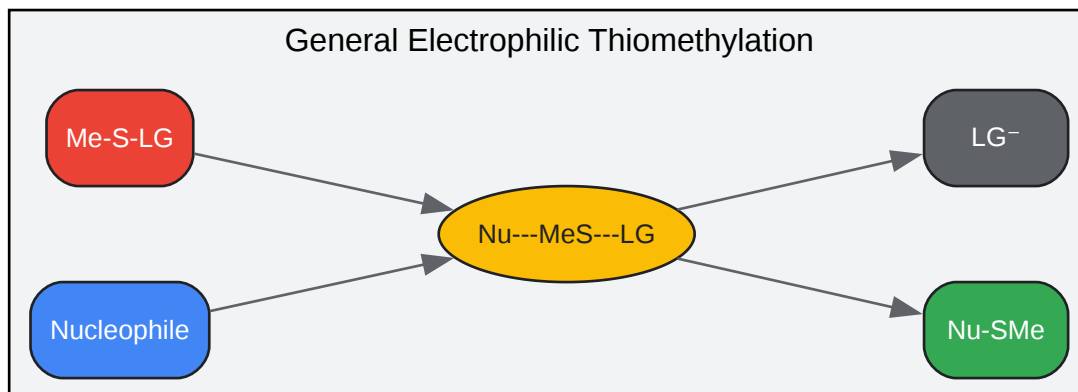 General Electrophilic Thiomethylation
Me-S-LG
LG⁻
Nu---MeS---LG
Nucleophile
Nu-SMe